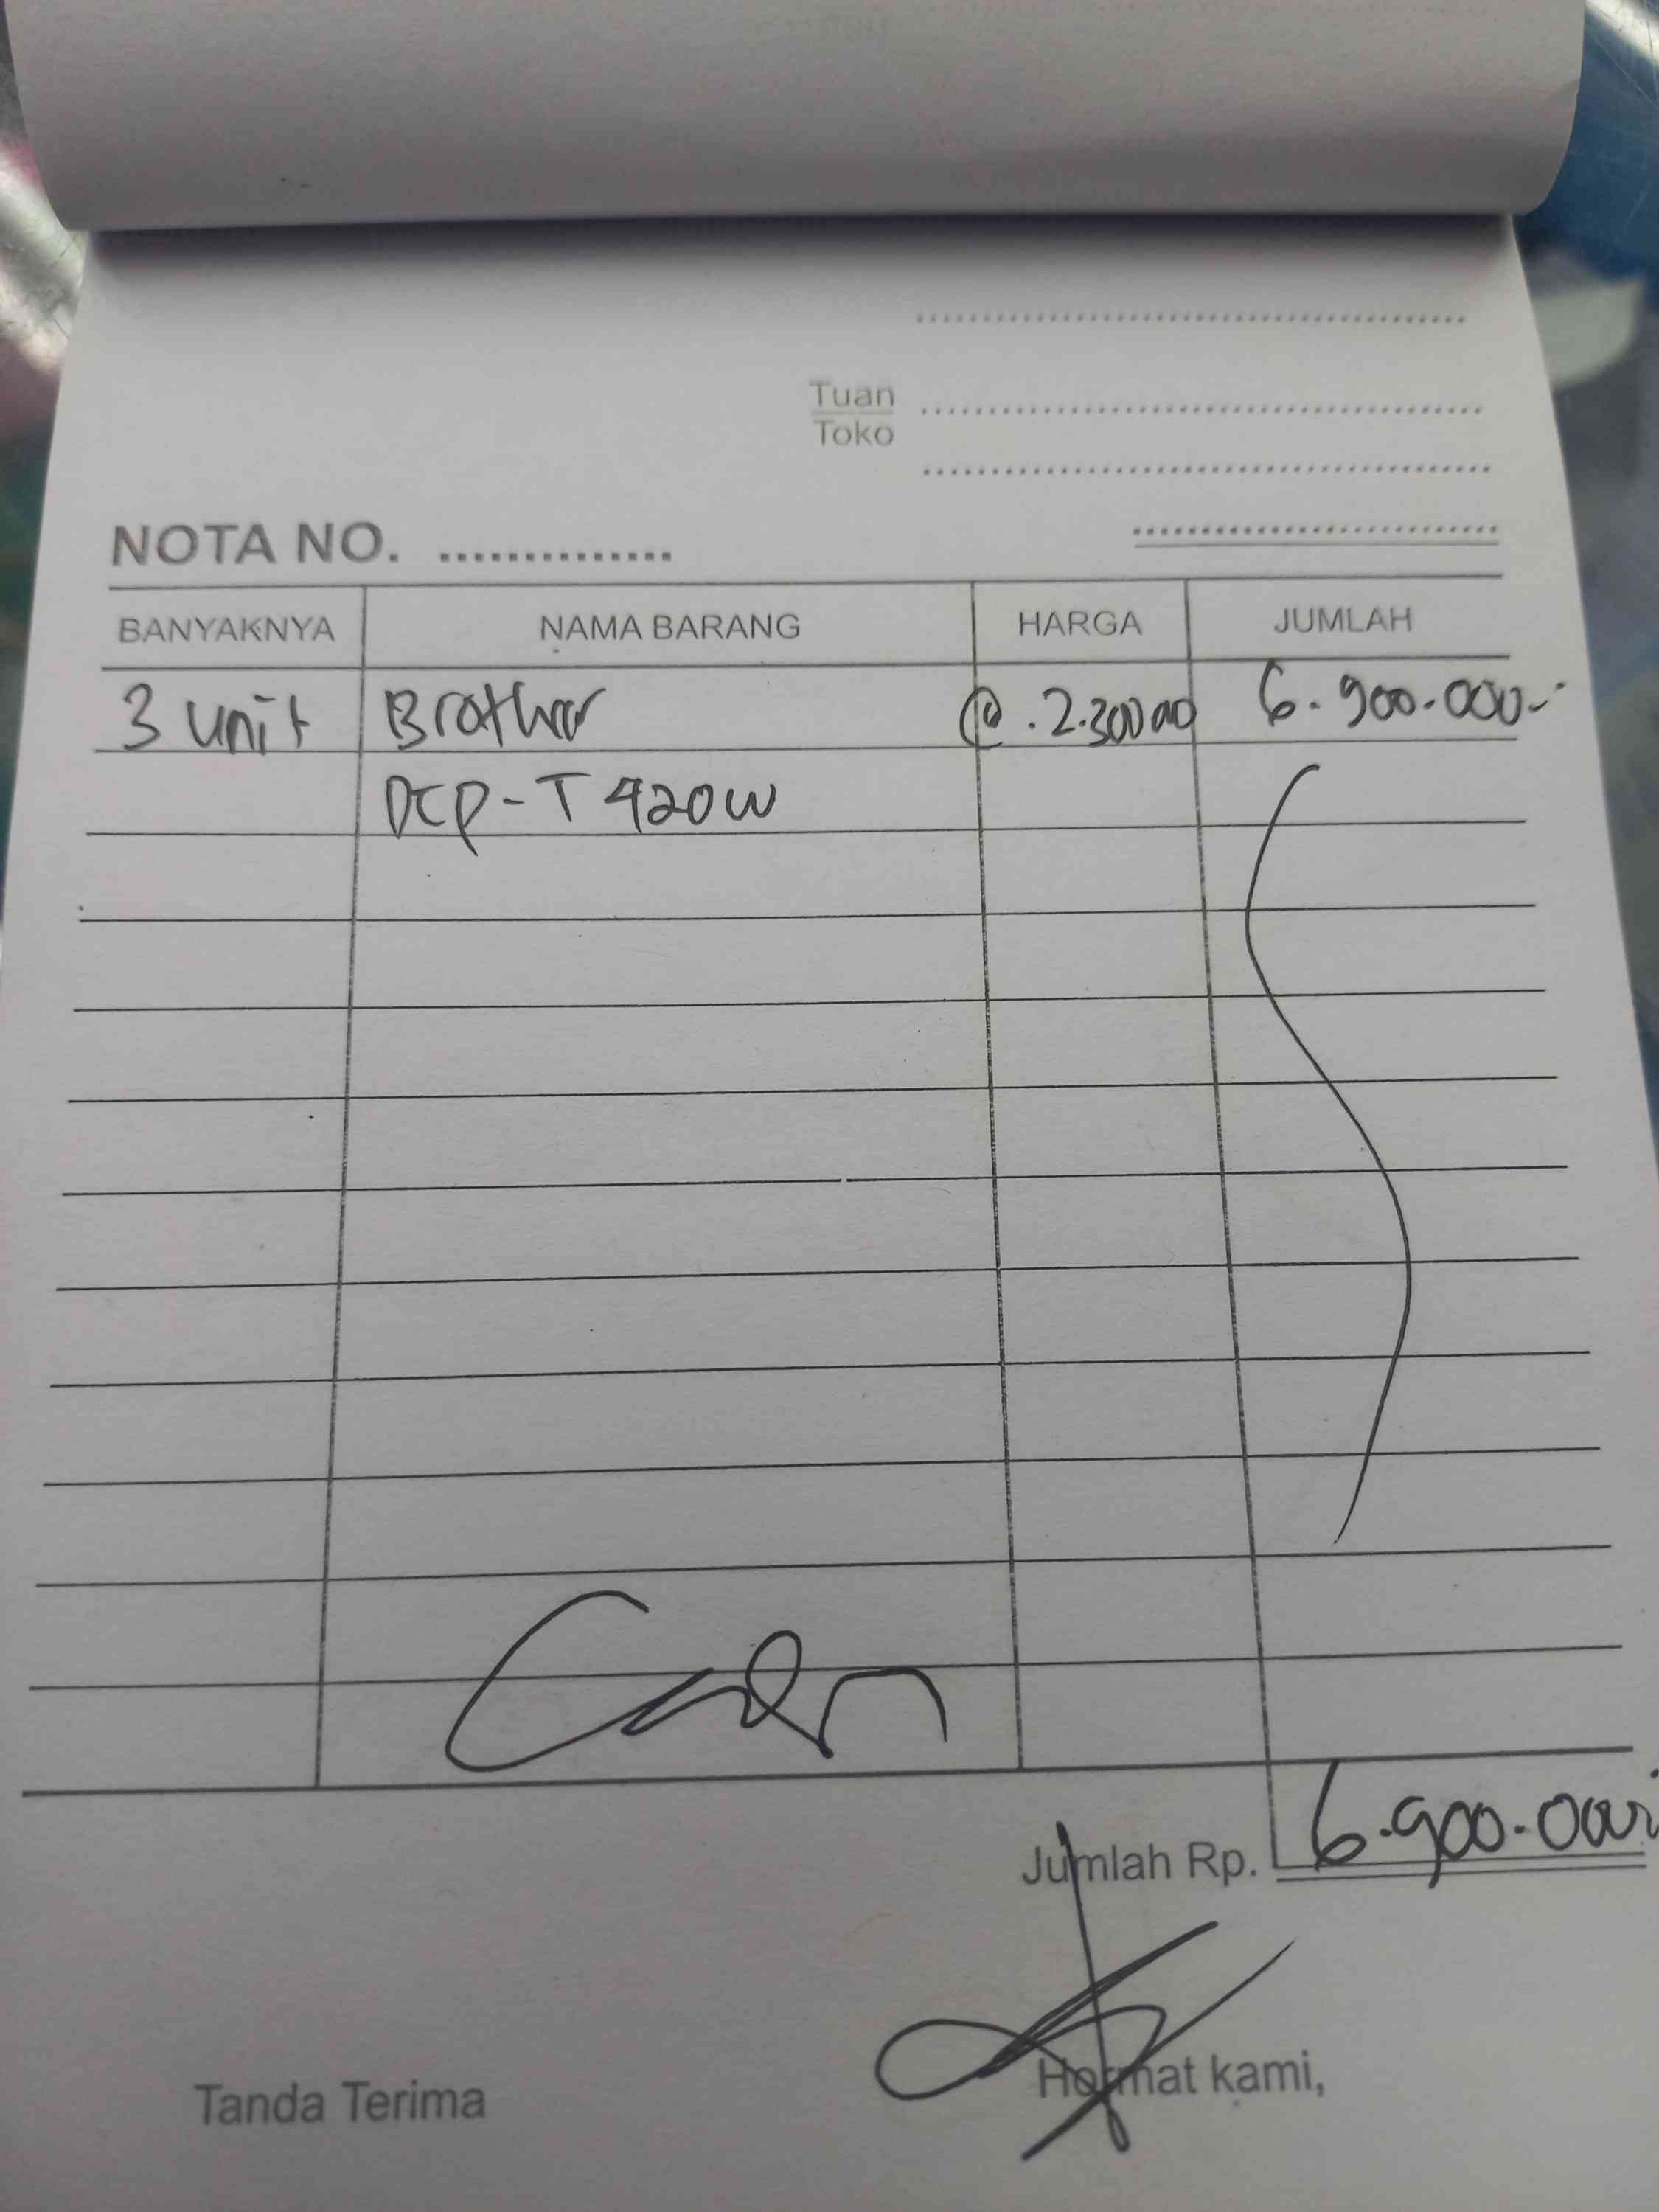 Tuan
Toko
NOTA NO. ..............
BANYAKNYA NAMA BARANG HARGA JUMLAH
3 unit Brother @.2.300.000 6.900.000.-
DCP-T420W
Jumlah Rp. 6.900.000,-
Tanda Terima Hormat kami,